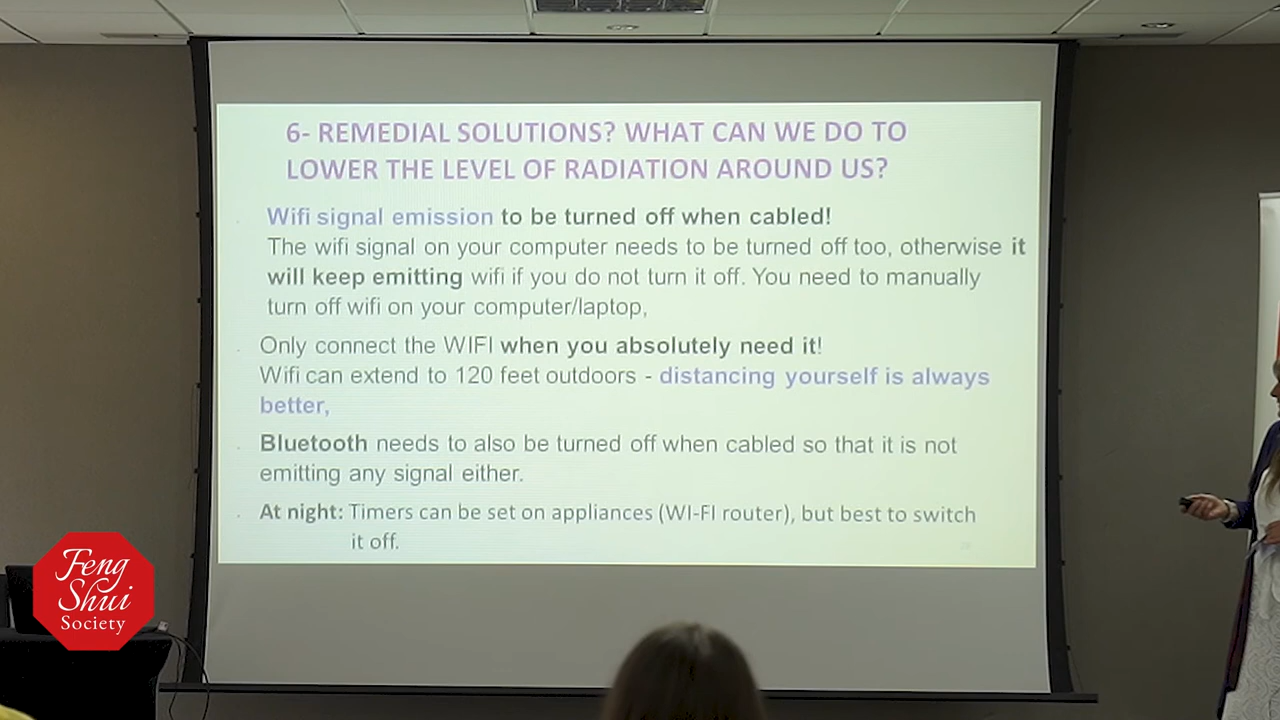 6- REMEDIAL SOLUTIONS? WHAT CAN WE DO TO
LOWER THE LEVEL OF RADIATION AROUND US?
Wifi signal emission to be turned off when cabled!
The wifi signal on your computer needs to be turned off too, otherwise it
will keep emitting wifi if you do not turn it off. You need to manually
turn off wifi on your computer/laptop,
Only connect the WIFI when you absolutely need it!
Wifi can extend to 120 feet outdoors - distancing yourself is always
better,
Bluetooth needs to also be turned off when cabled so that it is not
emitting any signal either.
At night: Timers can be set on appliances (WI-FI router), but best to switch
it off.
Feng
Shui
Society